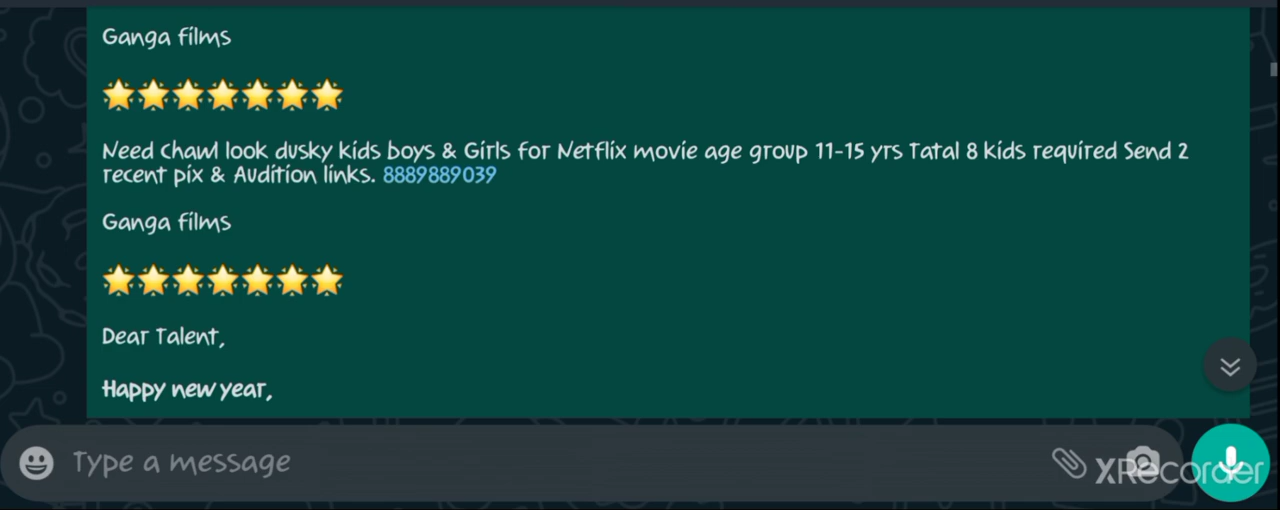 Ganga films
🌟🌟🌟🌟🌟🌟🌟
Need Chawl look dusky kids boys & Girls for Netflix movie age group 11-15 yrs Tatal 8 kids required Send 2
recent pix & Audition links. 8889889039
Ganga films
🌟🌟🌟🌟🌟🌟🌟
Dear Talent,
Happy new year,
Type a message
XRecorder